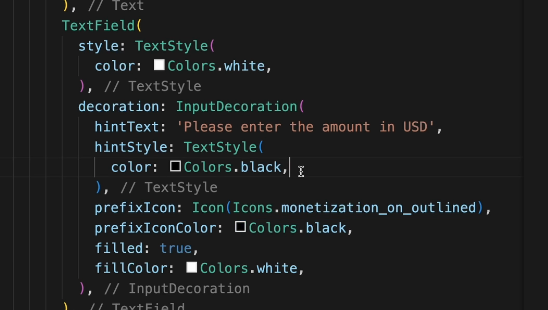 ), // Text
TextField(
style: TextStyle(
color: Colors.white,
), // TextStyle
decoration: InputDecoration(
hintText: 'Please enter the amount in USD',
hintStyle: TextStyle(
color: Colors.black,
), // TextStyle
prefixIcon: Icon(Icons.monetization_on_outlined),
prefixIconColor: Colors.black,
filled: true,
fillColor: Colors.white,
), // InputDecoration
), // TextField